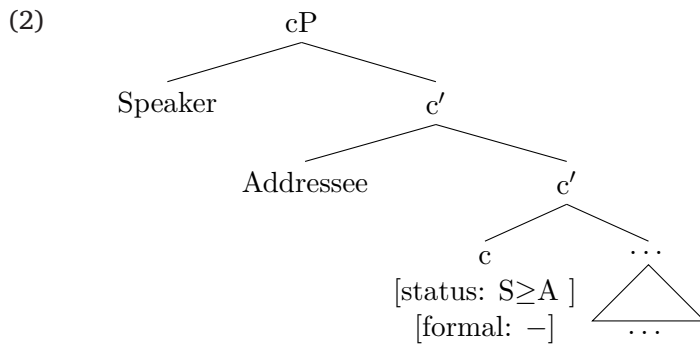 (2)
cP
Speaker
c′
Addressee
c′
c
...
[status: S≥A ]
[formal: −]
...